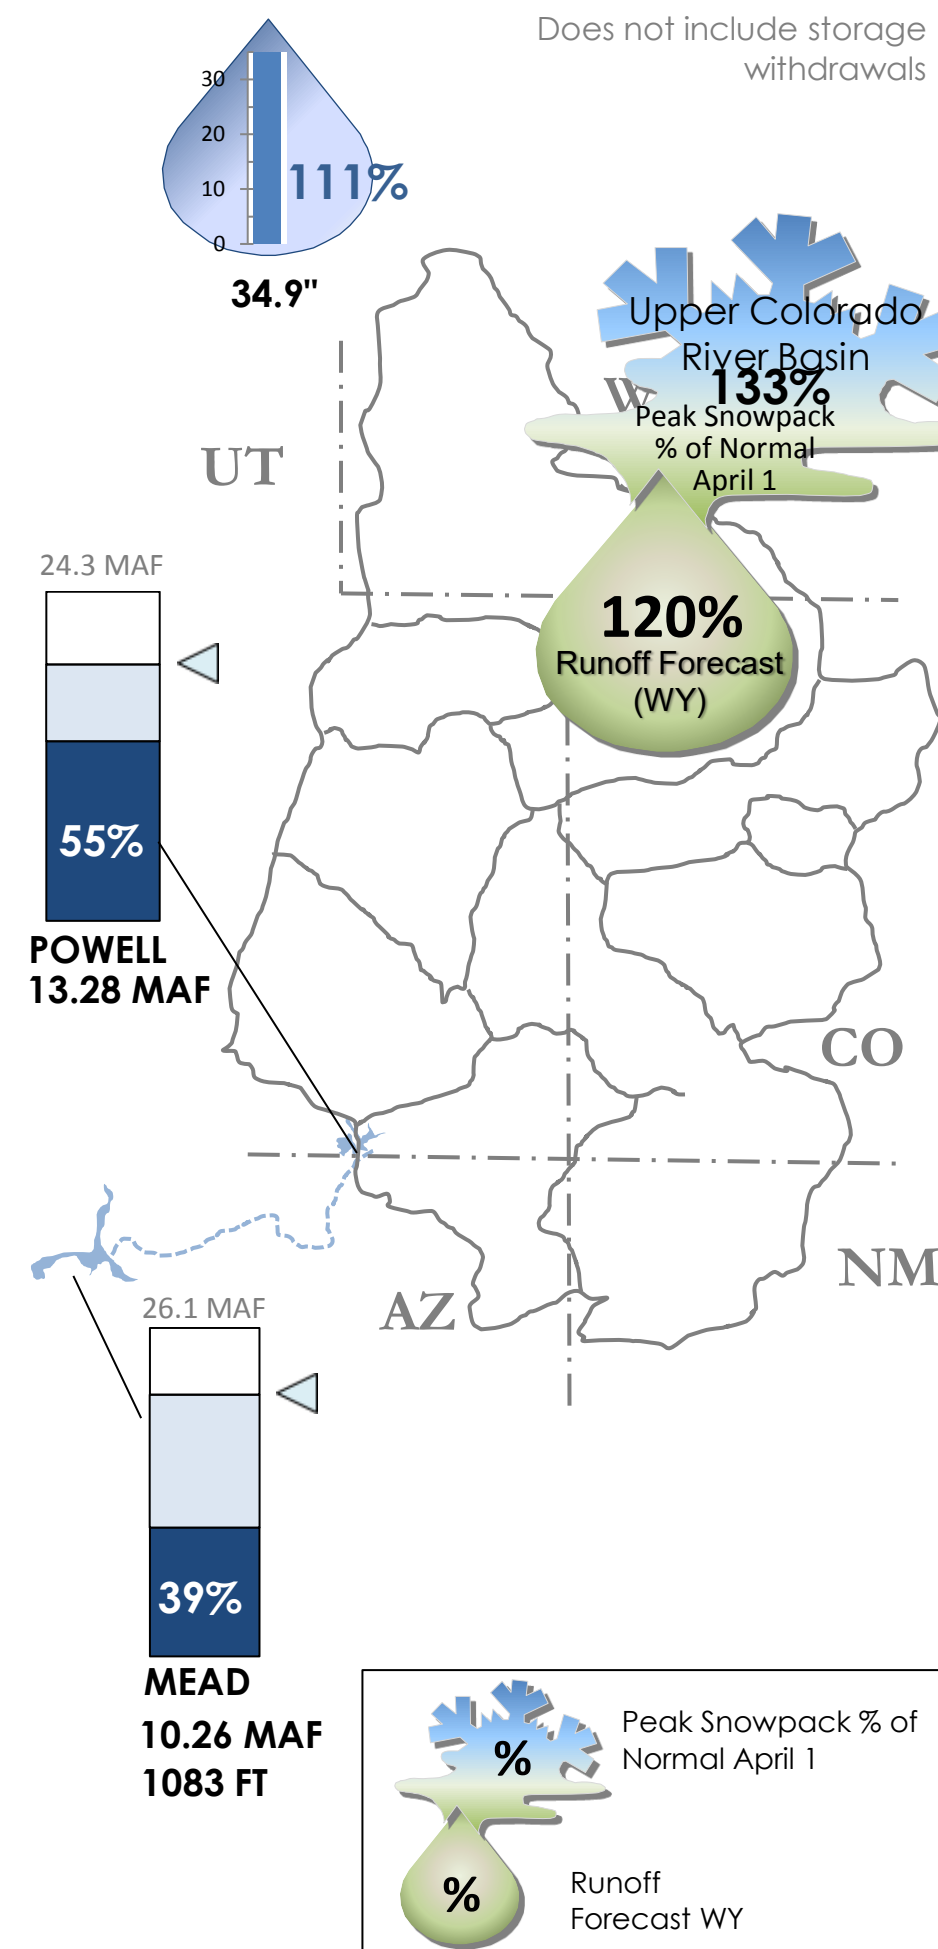 Does not include storage
withdrawals
30
20
10
0
111%
34.9"
Upper Colorado
River Basin
133%
Peak Snowpack
% of Normal
April 1
UT
24.3 MAF
120%
Runoff Forecast
(WY)
55%
POWELL
13.28 MAF
CO
NM
AZ
26.1 MAF
39%
MEAD
10.26 MAF
1083 FT
%
Peak Snowpack % of
Normal April 1
%
Runoff
Forecast WY